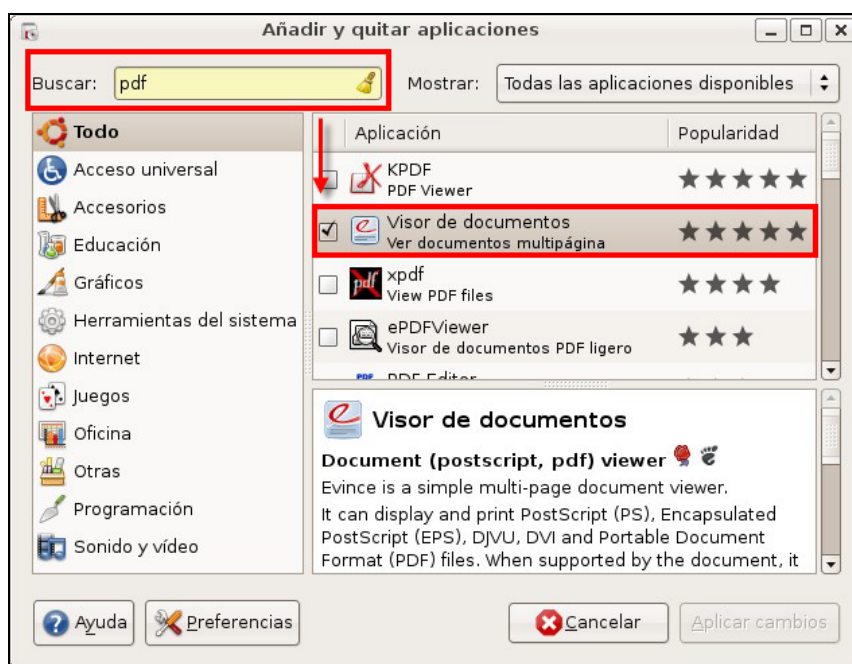 Añadir y quitar aplicaciones
Buscar: pdf Mostrar: Todas las aplicaciones disponibles
Todo
Acceso universal
Accesorios
Educación
Gráficos
Herramientas del sistema
Internet
Juegos
Oficina
Otras
Programación
Sonido y vídeo
Aplicación Popularidad
KPDF
PDF Viewer
Visor de documentos
Ver documentos multipágina
xpdf
View PDF files
ePDFViewer
Visor de documentos PDF ligero
PDF Editor
Visor de documentos
Document (postscript, pdf) viewer
Evince is a simple multi-page document viewer.
It can display and print PostScript (PS), Encapsulated
PostScript (EPS), DJVU, DVI and Portable Document
Format (PDF) files. When supported by the document, it
Ayuda Preferencias Cancelar Aplicar cambios